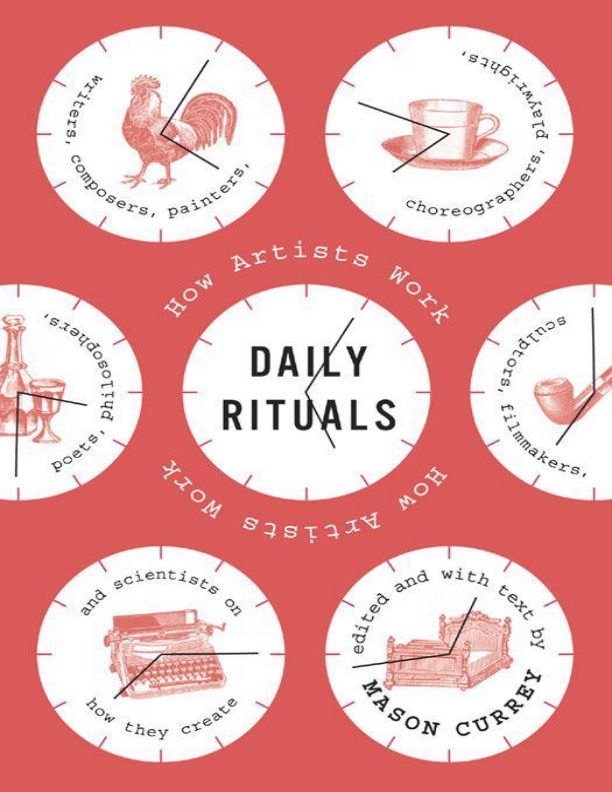 writers, composers, painters,
choreographers, playwrights,
How Artists Work
poets, philosophers,
DAILY
RITUALS
sculptors, filmmakers,
How Artists Work
and scientists on
how they create
edited and with text by
MASON CURREY